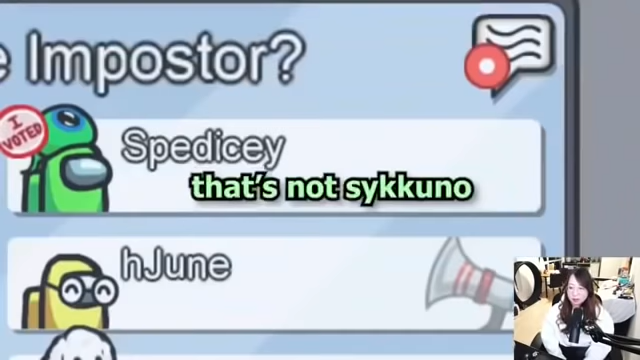 e Impostor?
I VOTED
Spedicey
that's not sykkuno
hJune